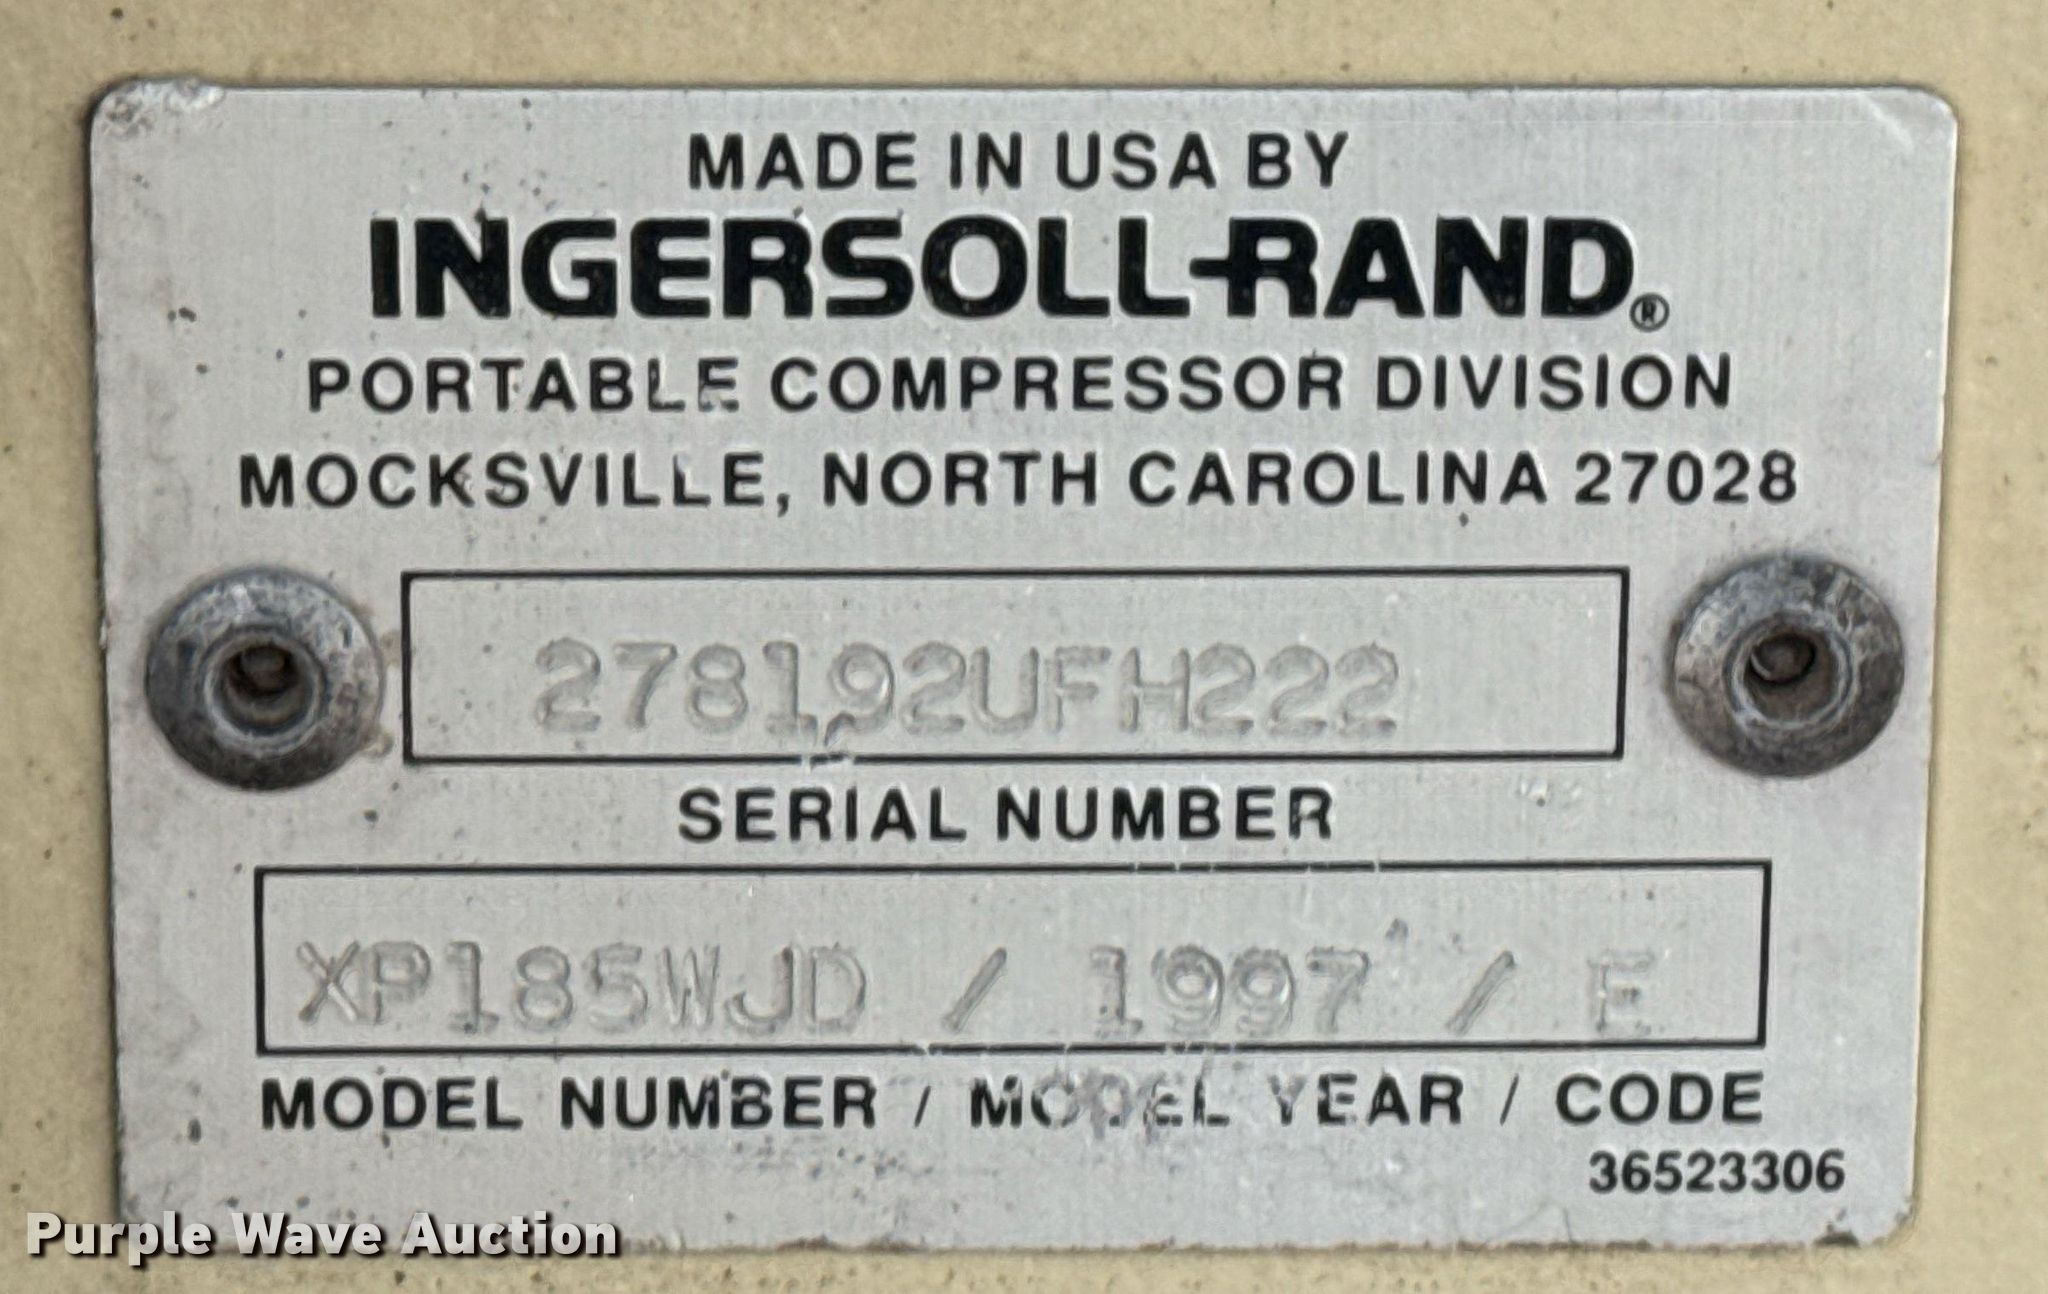 MADE IN USA BY
INGERSOLL-RAND®
PORTABLE COMPRESSOR DIVISION
MOCKSVILLE, NORTH CAROLINA 27028
278192UFH222
SERIAL NUMBER
XP185WJD / 1997 / E
MODEL NUMBER / MODEL YEAR / CODE
36523306
Purple Wave Auction